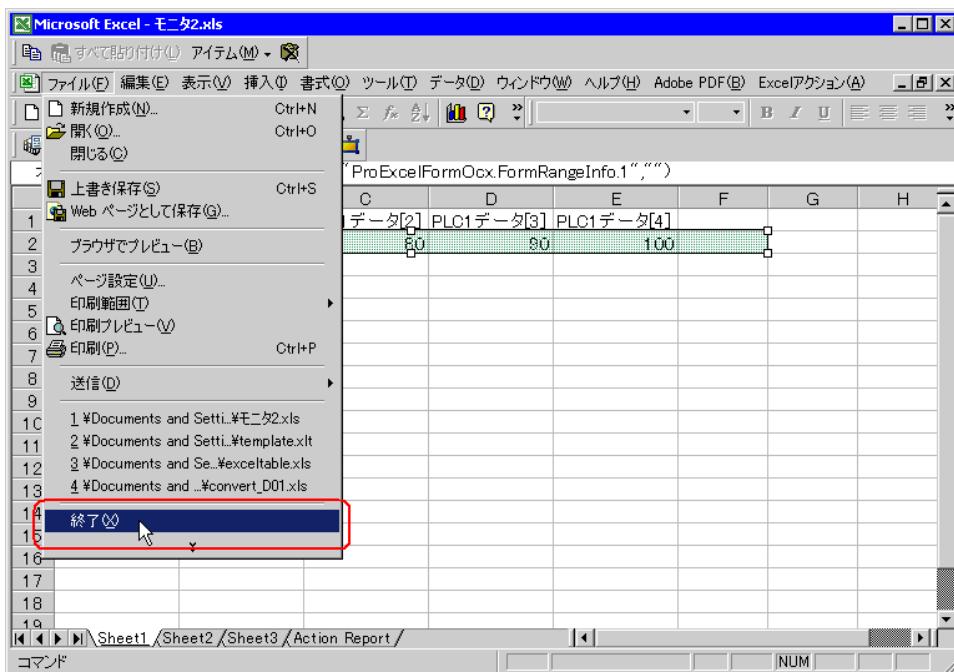 Microsoft Excel - モニタ2.xls
すべて貼り付け(L) アイテム(M)
ファイル(F) 編集(E) 表示(V) 挿入(I) 書式(O) ツール(T) データ(D) ウィンドウ(W) ヘルプ(H) Adobe PDF(B) Excelアクション(A)
B I U
"ProExcelFormOcx.FormRangeInfo.1","")
新規作成(N)... Ctrl+N
開く(O)... Ctrl+O
閉じる(C)
上書き保存(S) Ctrl+S
Web ページとして保存(G)...
ブラウザでプレビュー(B)
ページ設定(U)...
印刷範囲(T)
印刷プレビュー(V)
印刷(P)... Ctrl+P
送信(D)
1 ¥Documents and Setti...¥モニタ2.xls
2 ¥Documents and Setti...¥template.xlt
3 ¥Documents and Se...¥exceltable.xls
4 ¥Documents and ...¥convert_D01.xls
終了(X)
C D E F G H
1 1データ[2] PLC1データ[3] PLC1データ[4]
2 80 90 100
3
4
5
6
7
8
9
10
11
12
13
14
15
16
17
18
19
Sheet1 Sheet2 Sheet3 Action Report
コマンド NUM